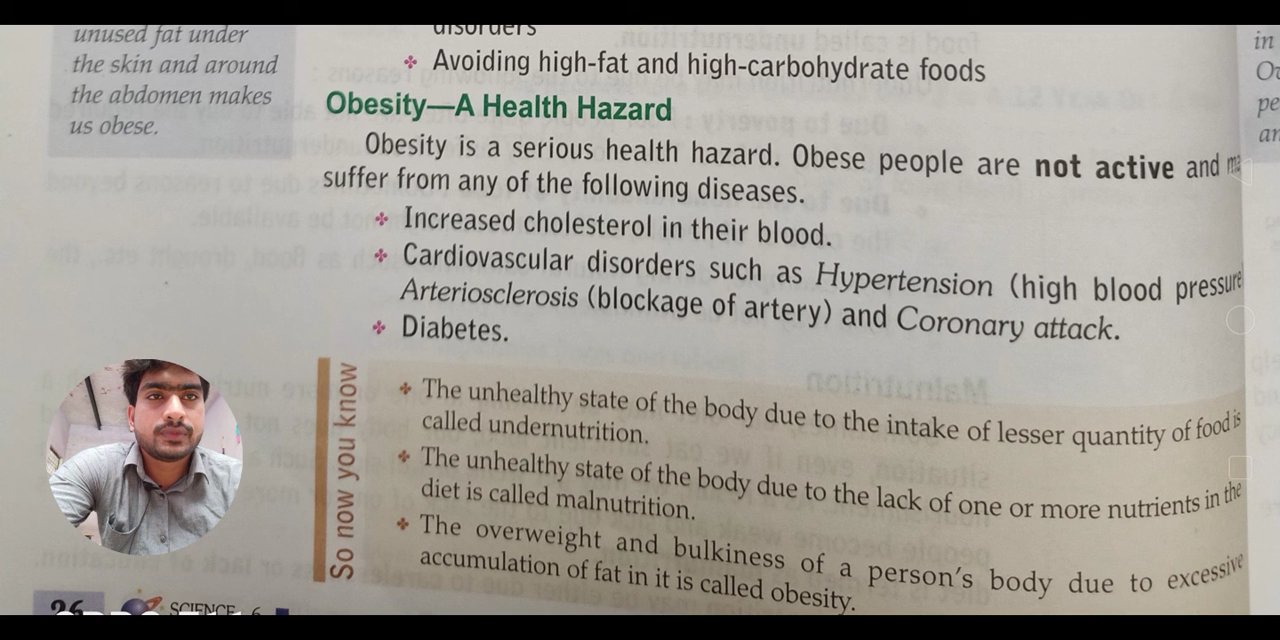 unused fat under
the skin and around
the abdomen makes
us obese.
disorders
❖ Avoiding high-fat and high-carbohydrate foods
Obesity—A Health Hazard
Obesity is a serious health hazard. Obese people are not active and
suffer from any of the following diseases.
❖ Increased cholesterol in their blood.
❖ Cardiovascular disorders such as Hypertension (high blood pressure
Arteriosclerosis (blockage of artery) and Coronary attack.
❖ Diabetes.
So now you know
❖ The unhealthy state of the body due to the intake of lesser quantity of food is
called undernutrition.
❖ The unhealthy state of the body due to the lack of one or more nutrients in the
diet is called malnutrition.
❖ The overweight and bulkiness of a person's body due to excessive
accumulation of fat in it is called obesity.
26
SCIENCE 6
in
pe